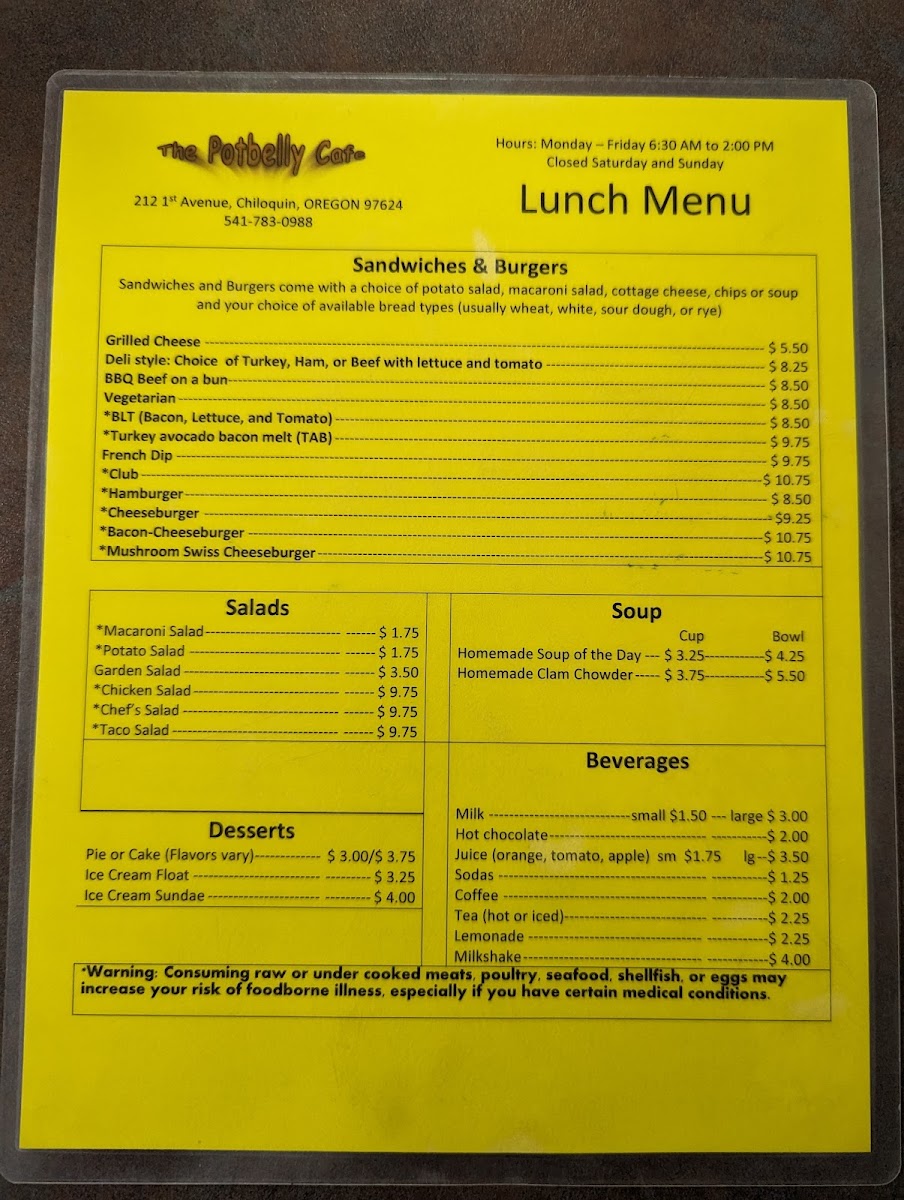 The Potbelly Cafe
212 1st Avenue, Chiloquin, OREGON 97624
541-783-0988
Hours: Monday – Friday 6:30 AM to 2:00 PM
Closed Saturday and Sunday
Lunch Menu
Sandwiches & Burgers
Sandwiches and Burgers come with a choice of potato salad, macaroni salad, cottage cheese, chips or soup
and your choice of available bread types (usually wheat, white, sour dough, or rye)
Grilled Cheese $ 5.50
Deli style: Choice of Turkey, Ham, or Beef with lettuce and tomato $ 8.25
BBQ Beef on a bun $ 8.50
Vegetarian $ 8.50
*BLT (Bacon, Lettuce, and Tomato) $ 8.50
*Turkey avocado bacon melt (TAB) $ 9.75
French Dip $ 9.75
*Club $ 10.75
*Hamburger $ 8.50
*Cheeseburger $9.25
*Bacon-Cheeseburger $ 10.75
*Mushroom Swiss Cheeseburger $ 10.75
Salads
*Macaroni Salad $ 1.75
*Potato Salad $ 1.75
Garden Salad $ 3.50
*Chicken Salad $ 9.75
*Chef's Salad $ 9.75
*Taco Salad $ 9.75
Soup
Cup Bowl
Homemade Soup of the Day --- $ 3.25 $ 4.25
Homemade Clam Chowder ----- $ 3.75 $ 5.50
Desserts
Pie or Cake (Flavors vary) $ 3.00/$ 3.75
Ice Cream Float $ 3.25
Ice Cream Sundae $ 4.00
Beverages
Milk small $1.50 --- large $ 3.00
Hot chocolate $ 2.00
Juice (orange, tomato, apple) sm $1.75 lg--$ 3.50
Sodas $ 1.25
Coffee $ 2.00
Tea (hot or iced) $ 2.25
Lemonade $ 2.25
Milkshake $ 4.00
*Warning: Consuming raw or under cooked meats, poultry, seafood, shellfish, or eggs may
increase your risk of foodborne illness, especially if you have certain medical conditions.